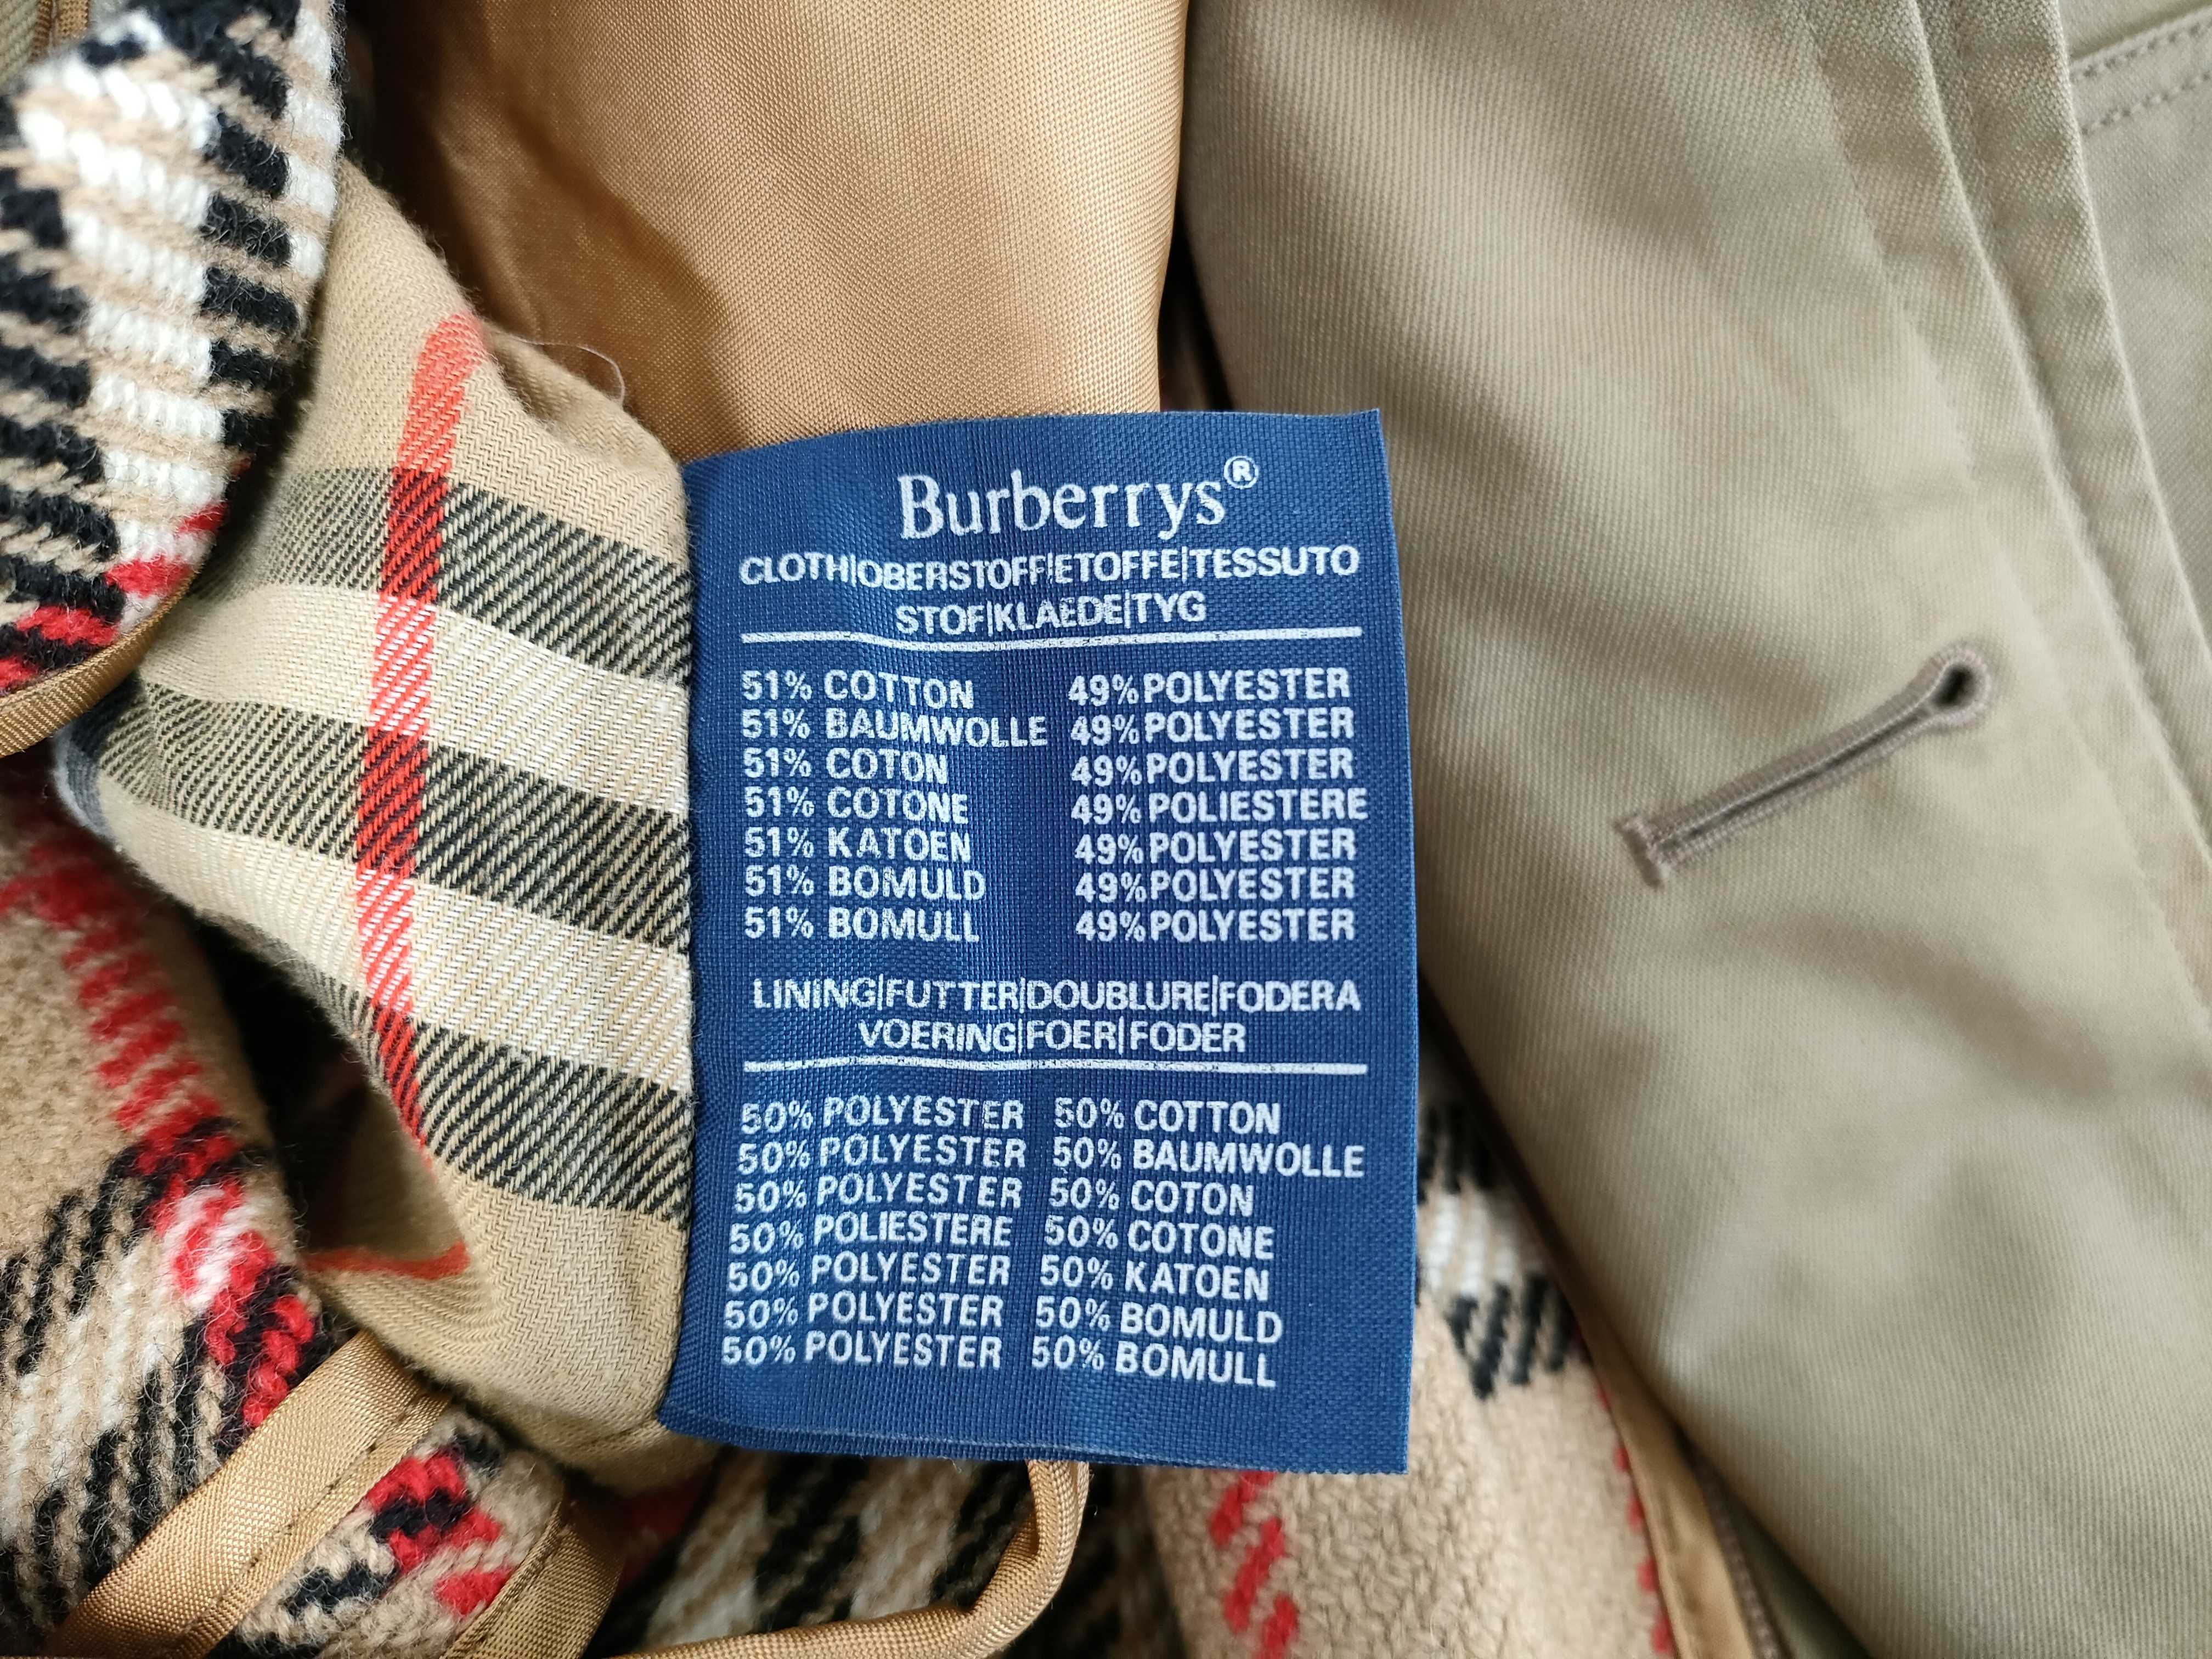 Burberrys®
CLOTH|OBERSTOFF|ETOFFE|TESSUTO
STOF|KLAEDE|TYG
51% COTTON 49% POLYESTER
51% BAUMWOLLE 49% POLYESTER
51% COTON 49% POLYESTER
51% COTONE 49% POLIESTERE
51% KATOEN 49% POLYESTER
51% BOMULD 49% POLYESTER
51% BOMULL 49% POLYESTER
LINING|FUTTER|DOUBLURE|FODERA
VOERING|FOER|FODER
50% POLYESTER 50% COTTON
50% POLYESTER 50% BAUMWOLLE
50% POLYESTER 50% COTON
50% POLIESTERE 50% COTONE
50% POLYESTER 50% KATOEN
50% POLYESTER 50% BOMULD
50% POLYESTER 50% BOMULL